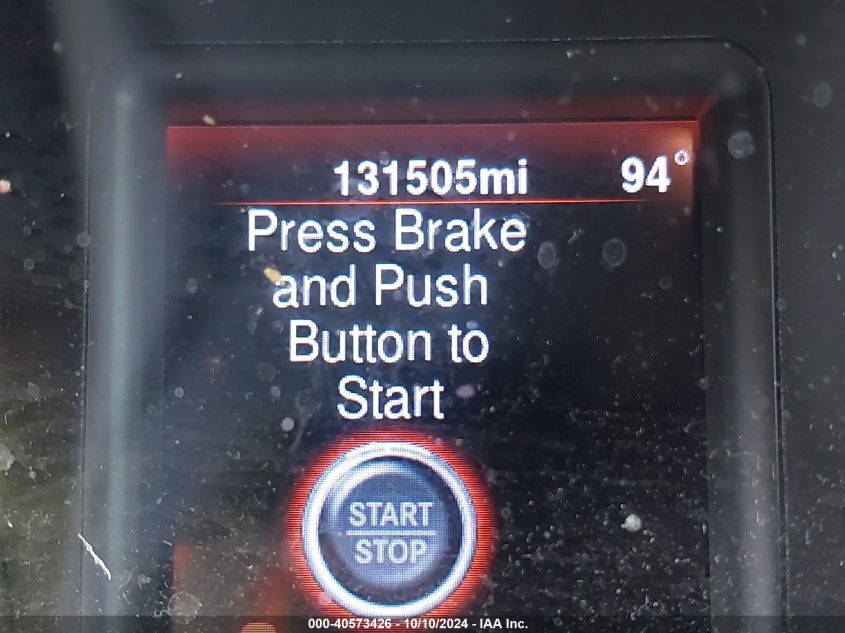 131505mi 94°
Press Brake
and Push
Button to
Start
START
STOP
000-40573426 - 10/10/2024 - IAA Inc.